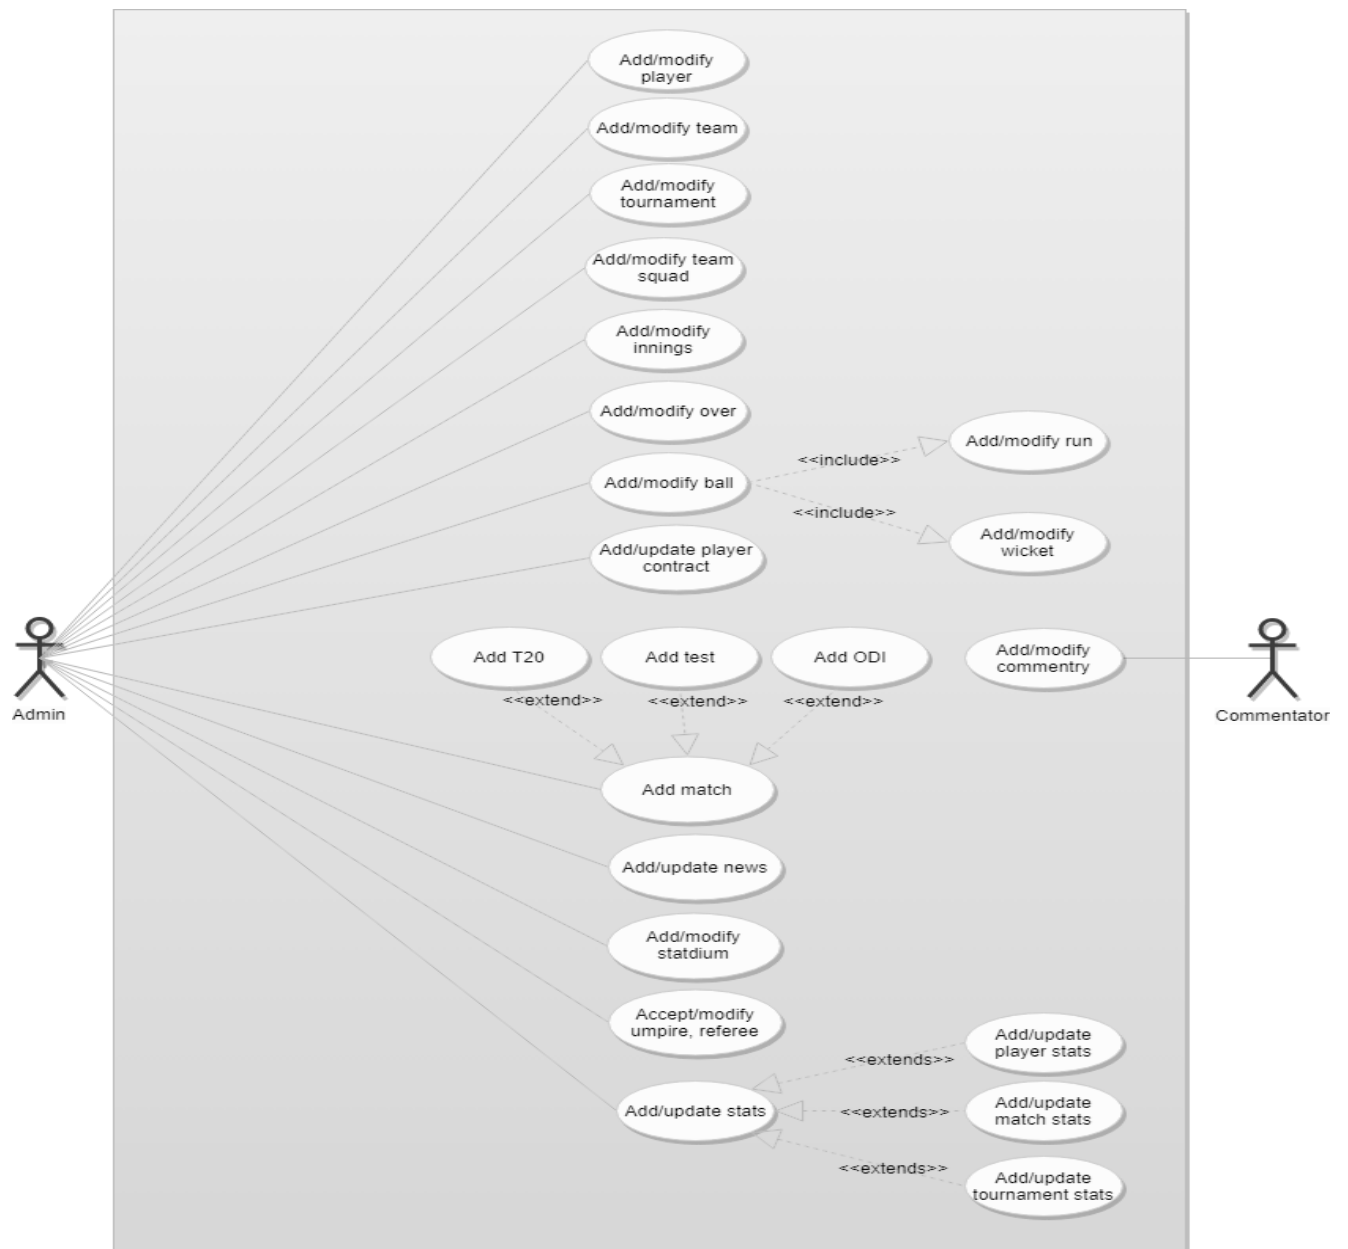 Add/modify
player
Add/modify team
Add/modify
tournament
Add/modify team
squad
Add/modify
innings
Add/modify over
Add/modify ball
<<include>>
Add/modify run
<<include>>
Add/modify
wicket
Add/update player
contract
Admin
Add T20
Add test
Add ODI
Add/modify
commentry
Commentator
<<extend>>
<<extend>>
<<extend>>
Add match
Add/update news
Add/modify
statdium
Accept/modify
umpire, referee
Add/update stats
<<extends>>
Add/update
player stats
<<extends>>
Add/update
match stats
<<extends>>
Add/update
tournament stats